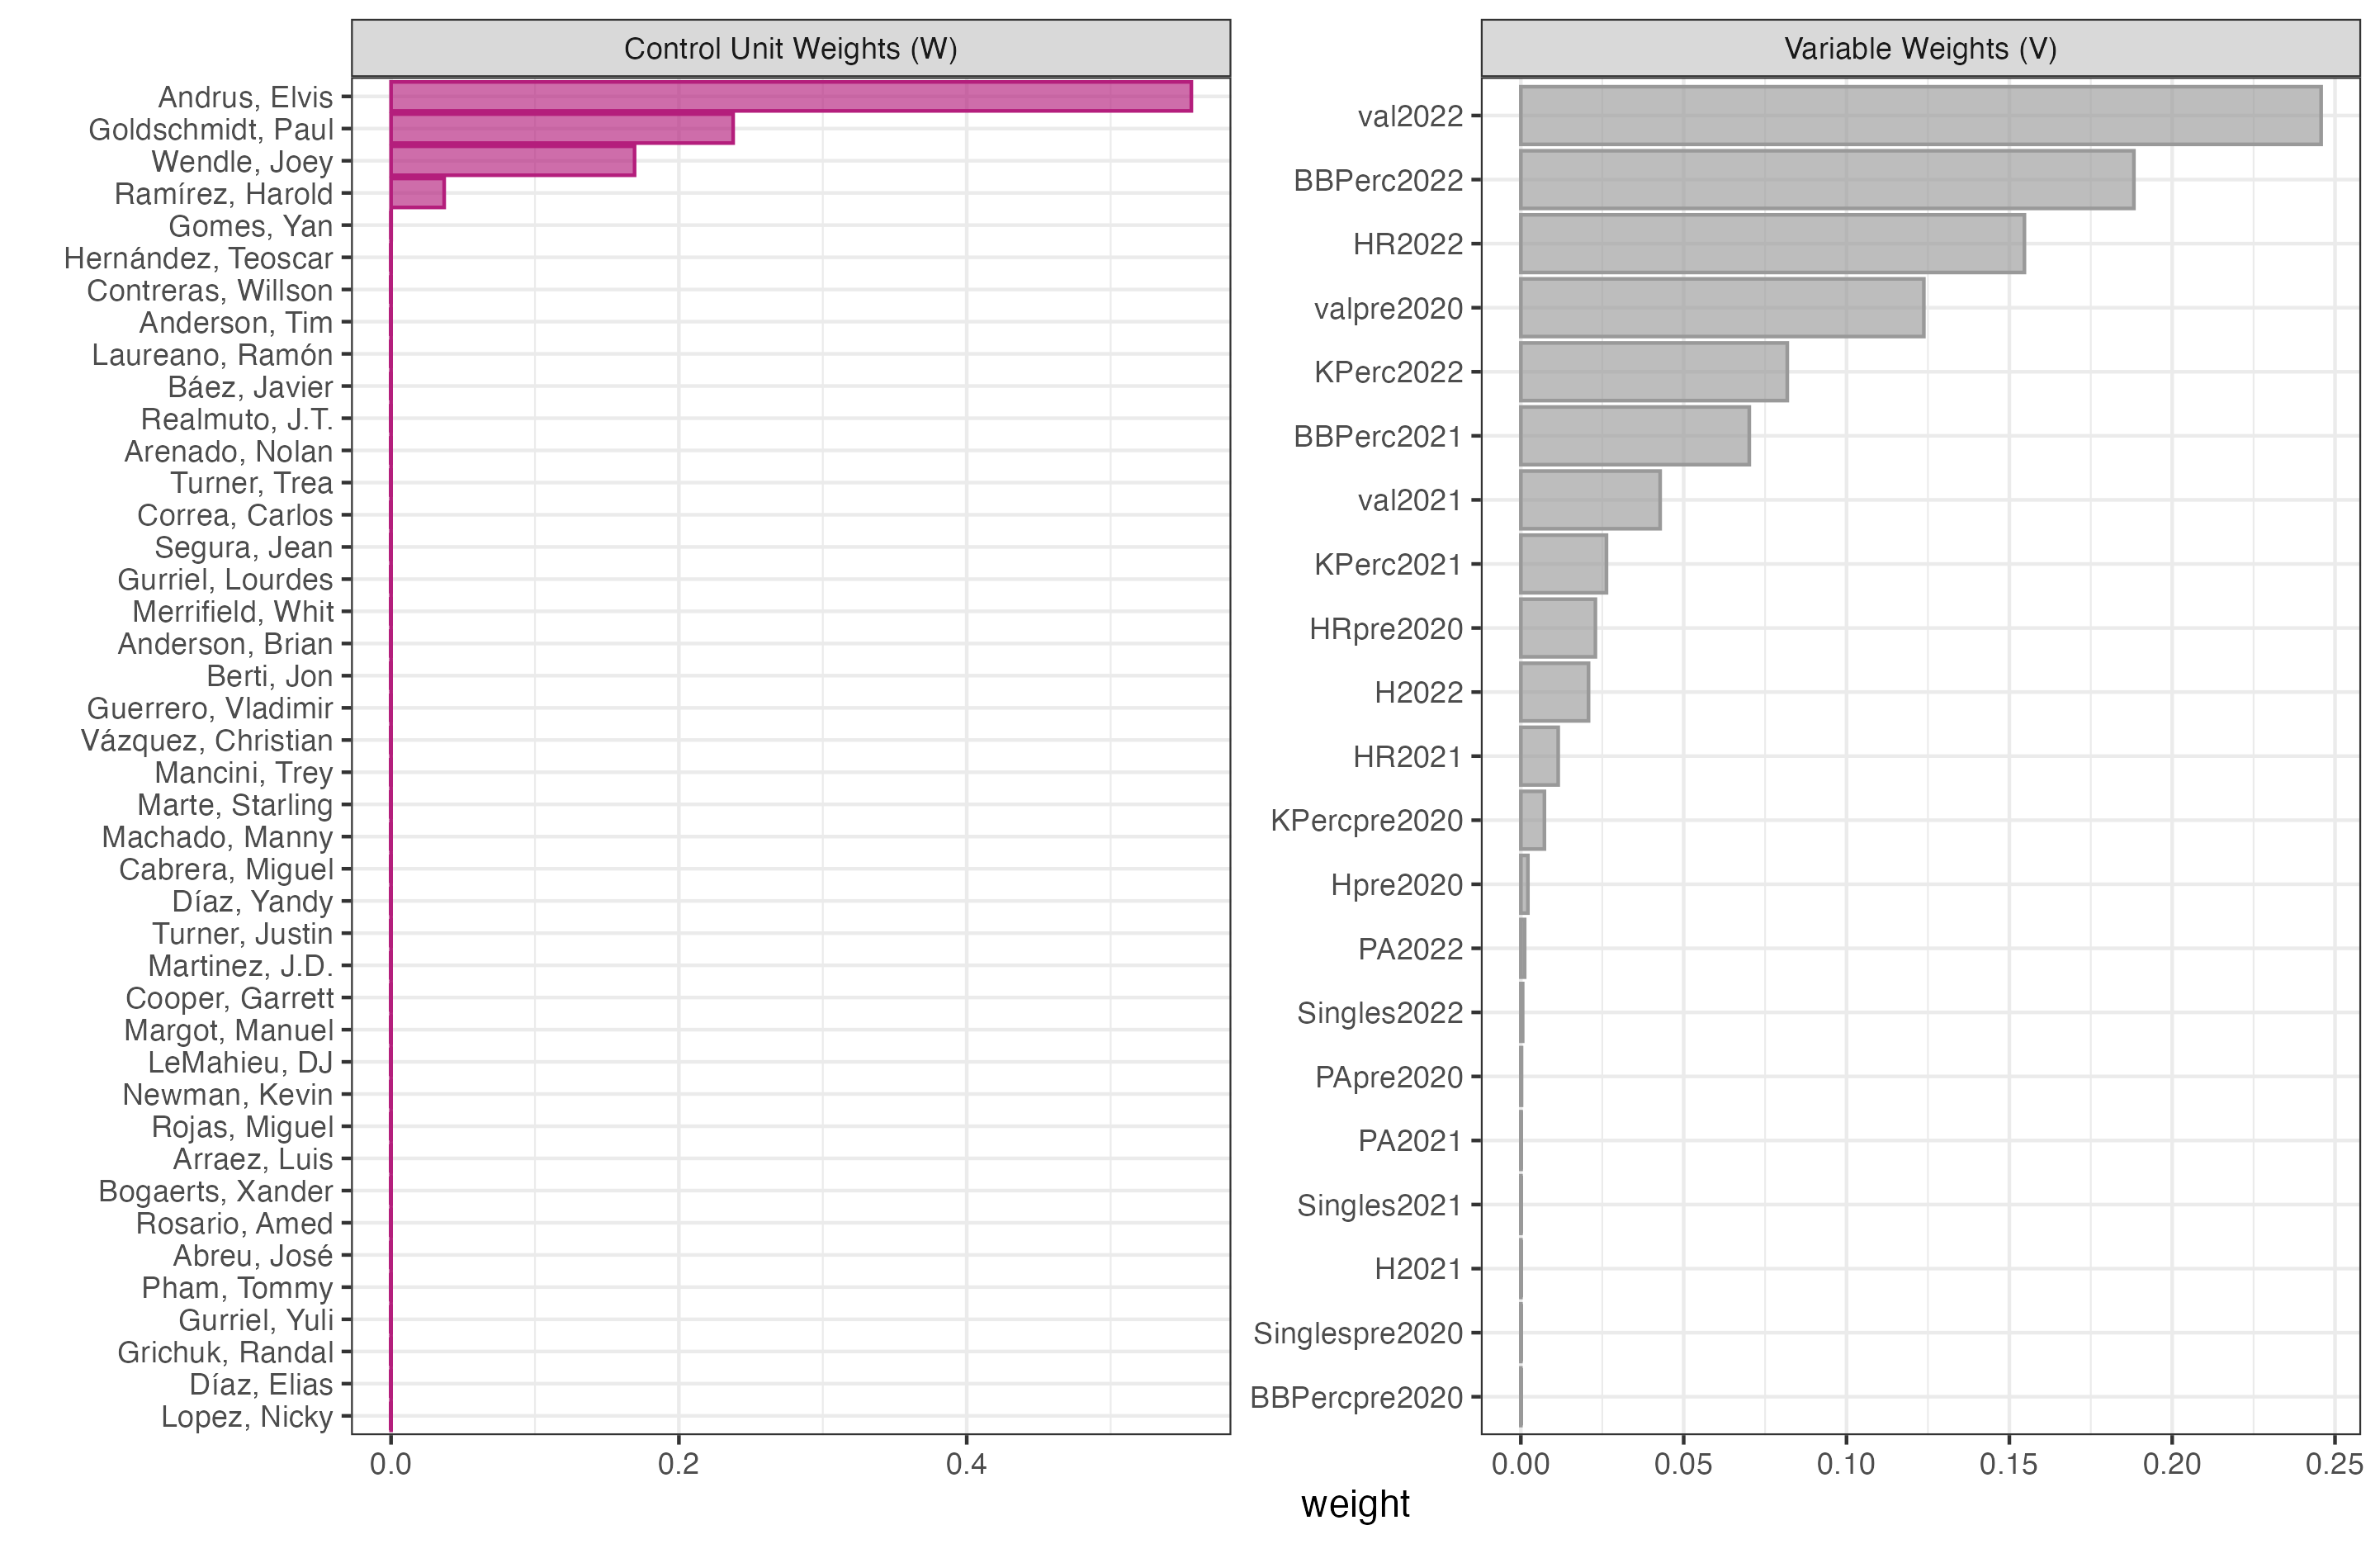 Control Unit Weights (W)
Andrus, Elvis
Goldschmidt, Paul
Wendle, Joey
Ramírez, Harold
Gomes, Yan
Hernández, Teoscar
Contreras, Willson
Anderson, Tim
Laureano, Ramón
Báez, Javier
Realmuto, J.T.
Arenado, Nolan
Turner, Trea
Correa, Carlos
Segura, Jean
Gurriel, Lourdes
Merrifield, Whit
Anderson, Brian
Berti, Jon
Guerrero, Vladimir
Vázquez, Christian
Mancini, Trey
Marte, Starling
Machado, Manny
Cabrera, Miguel
Díaz, Yandy
Turner, Justin
Martinez, J.D.
Cooper, Garrett
Margot, Manuel
LeMahieu, DJ
Newman, Kevin
Rojas, Miguel
Arraez, Luis
Bogaerts, Xander
Rosario, Amed
Abreu, José
Pham, Tommy
Gurriel, Yuli
Grichuk, Randal
Díaz, Elias
Lopez, Nicky
0.0 0.2 0.4
Variable Weights (V)
val2022
BBPerc2022
HR2022
valpre2020
KPerc2022
BBPerc2021
val2021
KPerc2021
HRpre2020
H2022
HR2021
KPercpre2020
Hpre2020
PA2022
Singles2022
PApre2020
PA2021
Singles2021
H2021
Singlespre2020
BBPercpre2020
0.00 0.05 0.10 0.15 0.20 0.25
weight